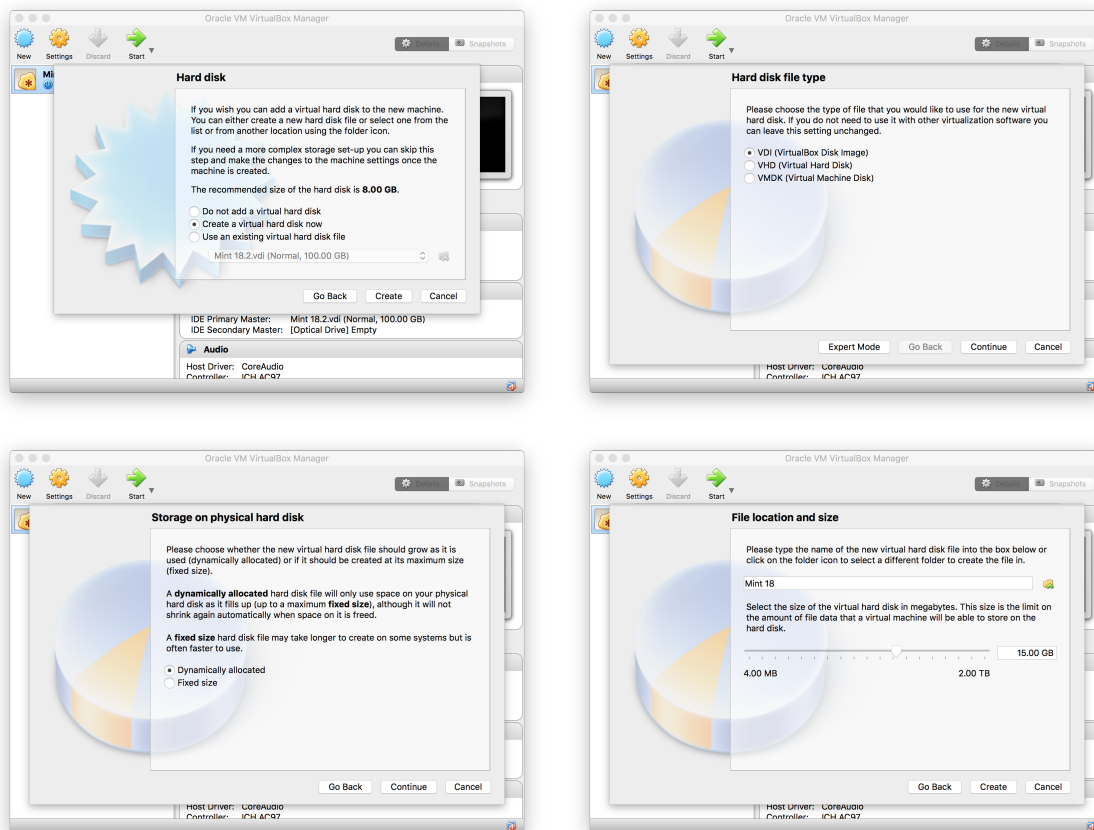 Oracle VM VirtualBox Manager
New Settings Discard Start
Details Snapshots
Hard disk
If you wish you can add a virtual hard disk to the new machine.
You can either create a new hard disk file or select one from the
list or from another location using the folder icon.
If you need a more complex storage set-up you can skip this
step and make the changes to the machine settings once the
machine is created.
The recommended size of the hard disk is 8.00 GB.
Do not add a virtual hard disk
Create a virtual hard disk now
Use an existing virtual hard disk file
Mint 18.2.vdi (Normal, 100.00 GB)
Go Back Create Cancel
IDE Primary Master: Mint 18.2.vdi (Normal, 100.00 GB)
IDE Secondary Master: [Optical Drive] Empty
Audio
Host Driver: CoreAudio
Controller: ICH AC97
Oracle VM VirtualBox Manager
New Settings Discard Start
Details Snapshots
Hard disk file type
Please choose the type of file that you would like to use for the new virtual
hard disk. If you do not need to use it with other virtualization software you
can leave this setting unchanged.
VDI (VirtualBox Disk Image)
VHD (Virtual Hard Disk)
VMDK (Virtual Machine Disk)
Expert Mode Go Back Continue Cancel
Host Driver: CoreAudio
Controller: ICH AC97
Oracle VM VirtualBox Manager
New Settings Discard Start
Details Snapshots
Storage on physical hard disk
Please choose whether the new virtual hard disk file should grow as it is
used (dynamically allocated) or if it should be created at its maximum size
(fixed size).
A dynamically allocated hard disk file will only use space on your physical
hard disk as it fills up (up to a maximum fixed size), although it will not
shrink again automatically when space on it is freed.
A fixed size hard disk file may take longer to create on some systems but is
often faster to use.
Dynamically allocated
Fixed size
Go Back Continue Cancel
Host Driver: CoreAudio
Controller: ICH AC97
Oracle VM VirtualBox Manager
New Settings Discard Start
Details Snapshots
File location and size
Please type the name of the new virtual hard disk file into the box below or
click on the folder icon to select a different folder to create the file in.
Mint 18
Select the size of the virtual hard disk in megabytes. This size is the limit on
the amount of file data that a virtual machine will be able to store on the
hard disk.
15.00 GB
4.00 MB 2.00 TB
Go Back Create Cancel
Host Driver: CoreAudio
Controller: ICH AC97